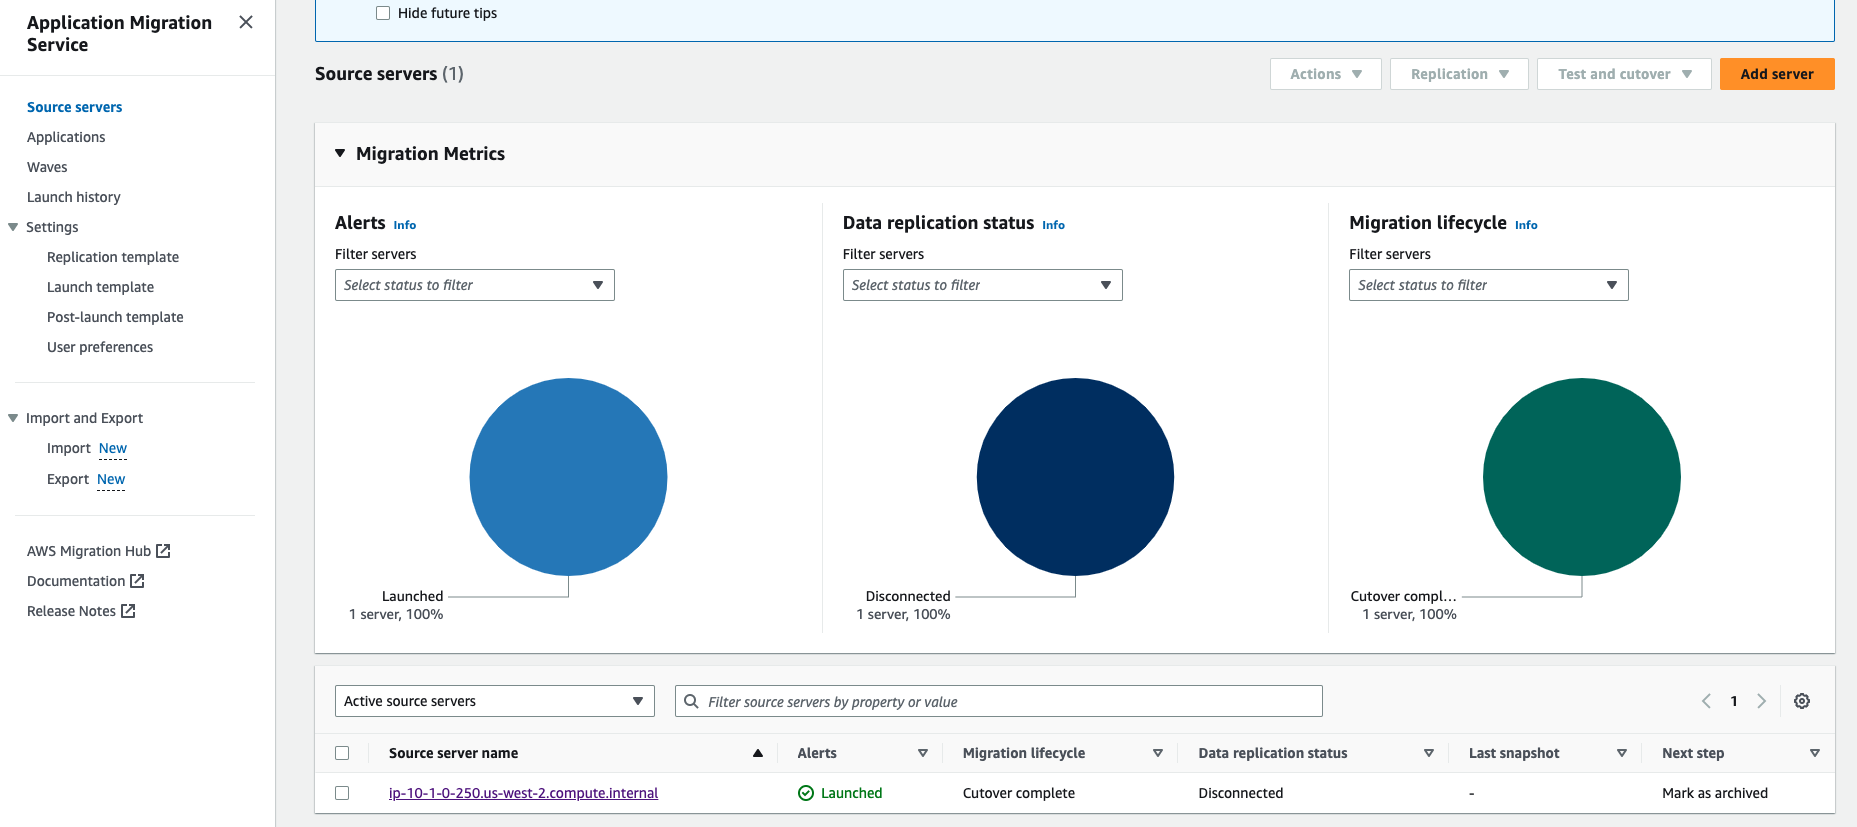 Application Migration
Service
Source servers
Applications
Waves
Launch history
Settings
Replication template
Launch template
Post-launch template
User preferences
Import and Export
Import New
Export New
AWS Migration Hub
Documentation
Release Notes
Hide future tips
Source servers (1)
Actions
Replication
Test and cutover
Add server
Migration Metrics
Alerts Info
Filter servers
Select status to filter
Launched
1 server, 100%
Data replication status Info
Filter servers
Select status to filter
Disconnected
1 server, 100%
Migration lifecycle Info
Filter servers
Select status to filter
Cutover compl...
1 server, 100%
Active source servers
Filter source servers by property or value
1
Source server name Alerts Migration lifecycle Data replication status Last snapshot Next step
ip-10-1-0-250.us-west-2.compute.internal Launched Cutover complete Disconnected - Mark as archived